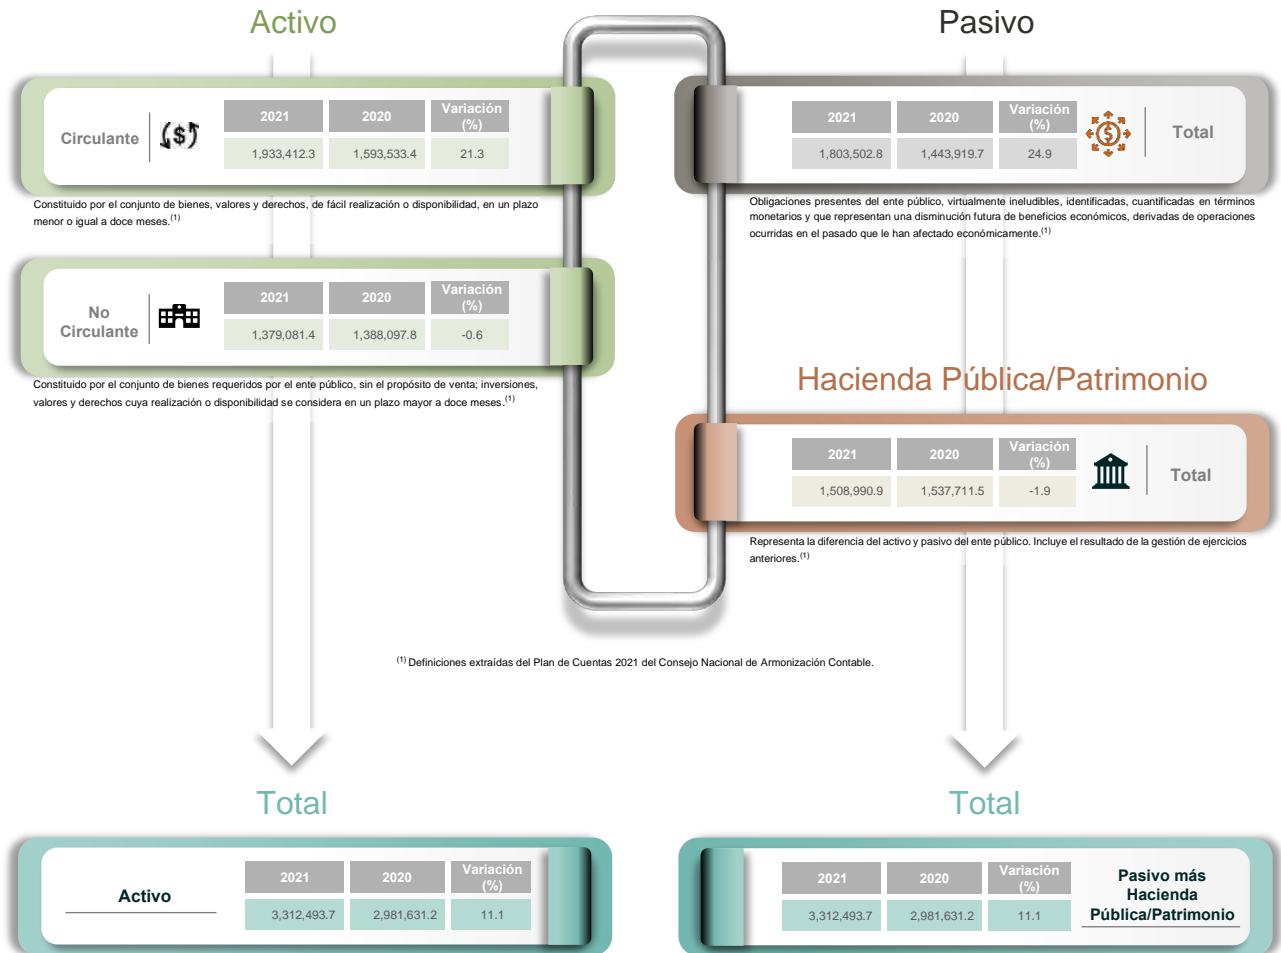 Activo
Circulante
2021 2020 Variación (%)
1,933,412.3 1,593,533.4 21.3
Constituido por el conjunto de bienes, valores y derechos, de fácil realización o disponibilidad, en un plazo
menor o igual a doce meses.(1)
No
Circulante
2021 2020 Variación (%)
1,379,081.4 1,388,097.8 -0.6
Constituido por el conjunto de bienes requeridos por el ente público, sin el propósito de venta; inversiones,
valores y derechos cuya realización o disponibilidad se considera en un plazo mayor a doce meses.(1)
Pasivo
2021 2020 Variación (%)
1,803,502.8 1,443,919.7 24.9
Total
Obligaciones presentes del ente público, virtualmente ineludibles, identificadas, cuantificadas en términos
monetarios y que representan una disminución futura de beneficios económicos, derivadas de operaciones
ocurridas en el pasado que le han afectado económicamente.(1)
Hacienda Pública/Patrimonio
2021 2020 Variación (%)
1,508,990.9 1,537,711.5 -1.9
Total
Representa la diferencia del activo y pasivo del ente público. Incluye el resultado de la gestión de ejercicios
anteriores.(1)
(1) Definiciones extraídas del Plan de Cuentas 2021 del Consejo Nacional de Armonización Contable.
Total
Activo
2021 2020 Variación (%)
3,312,493.7 2,981,631.2 11.1
Total
2021 2020 Variación (%)
3,312,493.7 2,981,631.2 11.1
Pasivo más
Hacienda
Pública/Patrimonio